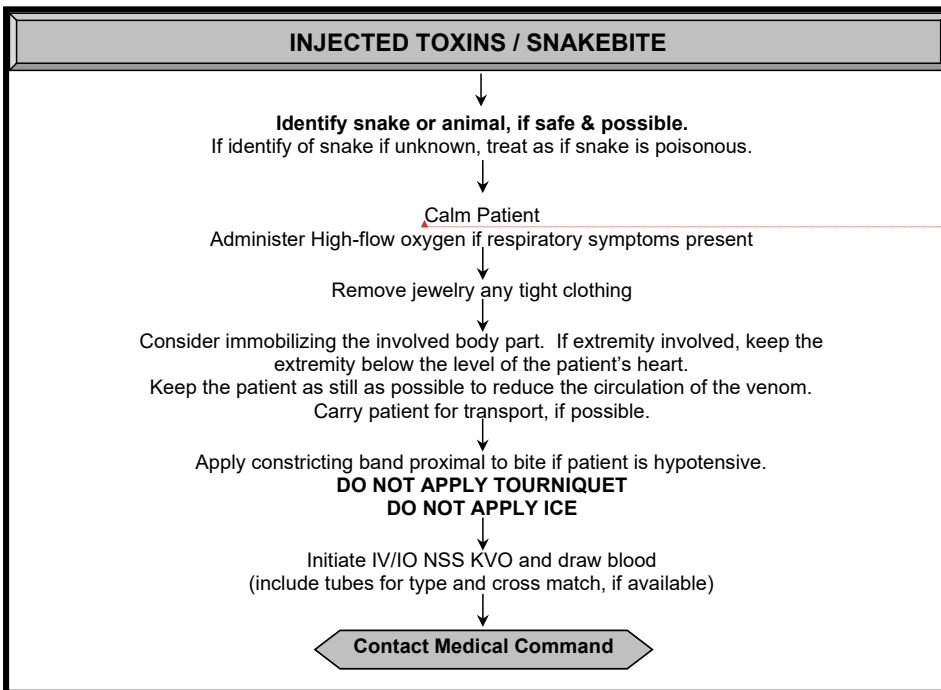 INJECTED TOXINS / SNAKEBITE
Identify snake or animal, if safe & possible.
If identify of snake if unknown, treat as if snake is poisonous.
Calm Patient
Administer High-flow oxygen if respiratory symptoms present
Remove jewelry any tight clothing
Consider immobilizing the involved body part.  If extremity involved, keep the
extremity below the level of the patient’s heart.
Keep the patient as still as possible to reduce the circulation of the venom.
Carry patient for transport, if possible.
Apply constricting band proximal to bite if patient is hypotensive.
DO NOT APPLY TOURNIQUET
DO NOT APPLY ICE
Initiate IV/IO NSS KVO and draw blood
(include tubes for type and cross match, if available)
Contact Medical Command